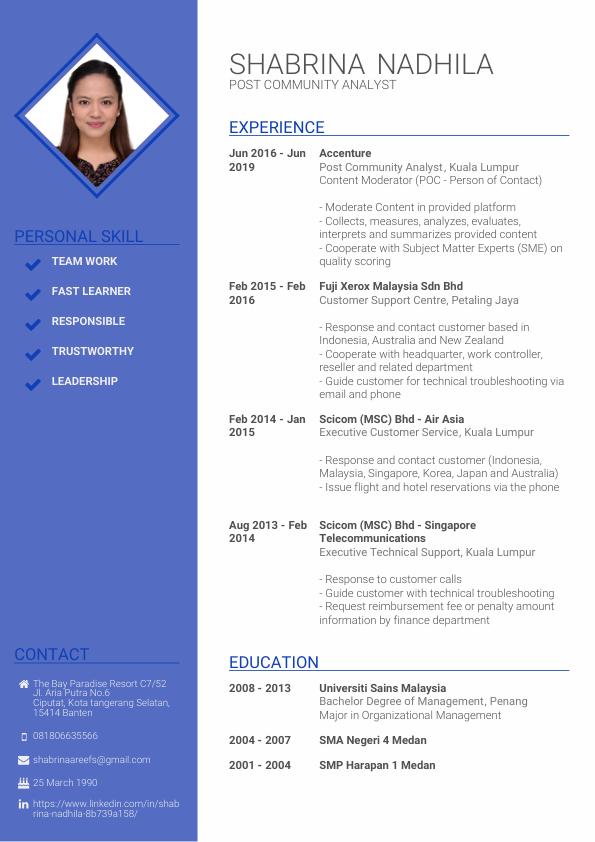 SHABRINA NADHILA
POST COMMUNITY ANALYST
PERSONAL SKILL
TEAM WORK
FAST LEARNER
RESPONSIBLE
TRUSTWORTHY
LEADERSHIP
CONTACT
The Bay Paradise Resort C7/52
Jl. Aria Putra No.6
Ciputat, Kota tangerang Selatan,
15414 Banten
081806635566
shabrinaareefs@gmail.com
25 March 1990
https://www.linkedin.com/in/shab
rina-nadhila-8b739a158/
EXPERIENCE
Jun 2016 - Jun
2019
Accenture
Post Community Analyst, Kuala Lumpur
Content Moderator (POC - Person of Contact)
- Moderate Content in provided platform
- Collects, measures, analyzes, evaluates,
interprets and summarizes provided content
- Cooperate with Subject Matter Experts (SME) on
quality scoring
Feb 2015 - Feb
2016
Fuji Xerox Malaysia Sdn Bhd
Customer Support Centre, Petaling Jaya
- Response and contact customer based in
Indonesia, Australia and New Zealand
- Cooperate with headquarter, work controller,
reseller and related department
- Guide customer for technical troubleshooting via
email and phone
Feb 2014 - Jan
2015
Scicom (MSC) Bhd - Air Asia
Executive Customer Service, Kuala Lumpur
- Response and contact customer (Indonesia,
Malaysia, Singapore, Korea, Japan and Australia)
- Issue flight and hotel reservations via the phone
Aug 2013 - Feb
2014
Scicom (MSC) Bhd - Singapore
Telecommunications
Executive Technical Support, Kuala Lumpur
- Response to customer calls
- Guide customer with technical troubleshooting
- Request reimbursement fee or penalty amount
information by finance department
EDUCATION
2008 - 2013
Universiti Sains Malaysia
Bachelor Degree of Management, Penang
Major in Organizational Management
2004 - 2007
SMA Negeri 4 Medan
2001 - 2004
SMP Harapan 1 Medan